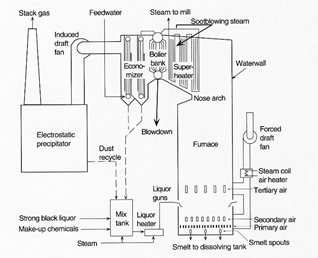 Stack gas
Feedwater
Steam to mill
Sootblowing steam
Induced
draft
fan
Boiler
bank
Econo-
mizer
Super-
heater
Waterwall
Nose arch
Electrostatic
precipitator
Blowdown
Forced
draft
fan
Dust
recycle
Furnace
Steam coil
air heater
Liquor
guns
Tertiary air
Strong black liquor
Make-up chemicals
Mix
tank
Liquor
heater
Secondary air
Primary air
Steam
Smelt to dissolving tank
Smelt spouts